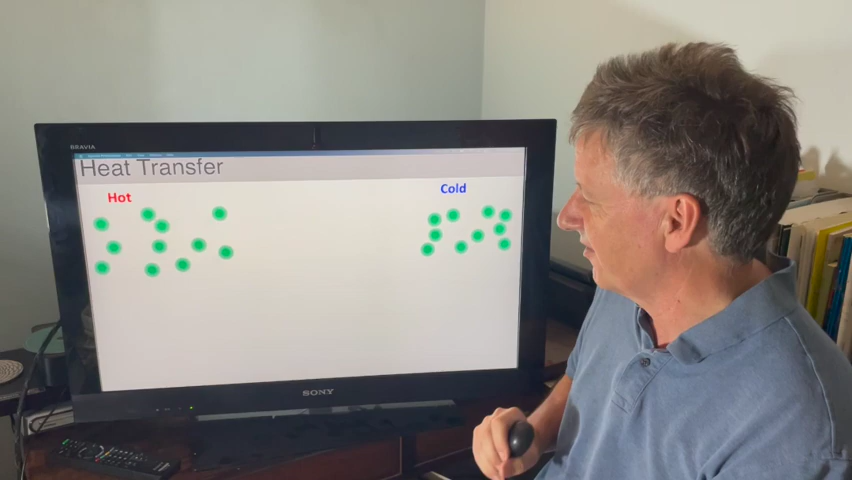 BRAVIA
Heat Transfer
Hot
Cold
SONY